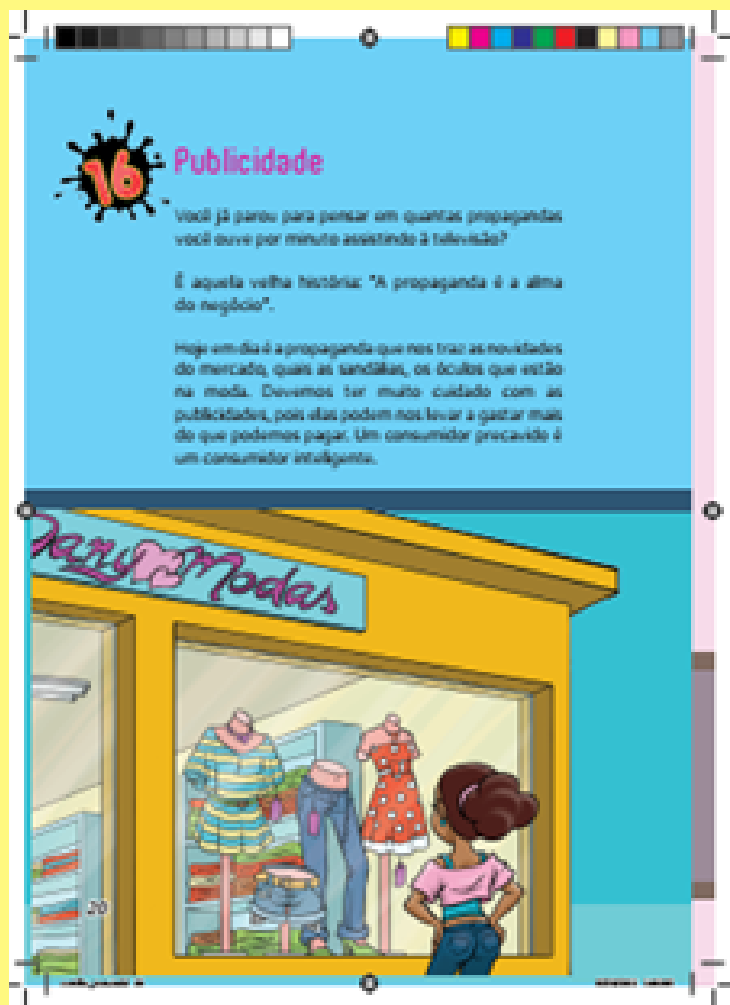 16
Publicidade
Você já parou para pensar em quantas propagandas
você ouve por minuto assistindo à televisão?
É aquela velha história: "A propaganda é a alma
do negócio".
Hoje em dia é a propaganda que nos traz as novidades
do mercado, quais as sandálias, os óculos que estão
na moda. Devemos ter muito cuidado com as
publicidades, pois elas podem nos levar a gastar mais
do que podemos pagar. Um consumidor precavido é
um consumidor inteligente.
Dany Modas
20